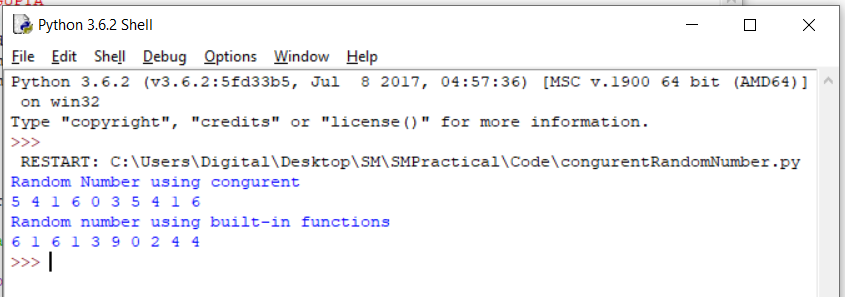 Python 3.6.2 Shell
File Edit Shell Debug Options Window Help
Python 3.6.2 (v3.6.2:5fd33b5, Jul  8 2017, 04:57:36) [MSC v.1900 64 bit (AMD64)]
 on win32
Type "copyright", "credits" or "license()" for more information.
>>>
 RESTART: C:\Users\Digital\Desktop\SM\SMPractical\Code\congurentRandomNumber.py
Random Number using congurent
5 4 1 6 0 3 5 4 1 6
Random number using built-in functions
6 1 6 1 3 9 0 2 4 4
>>>